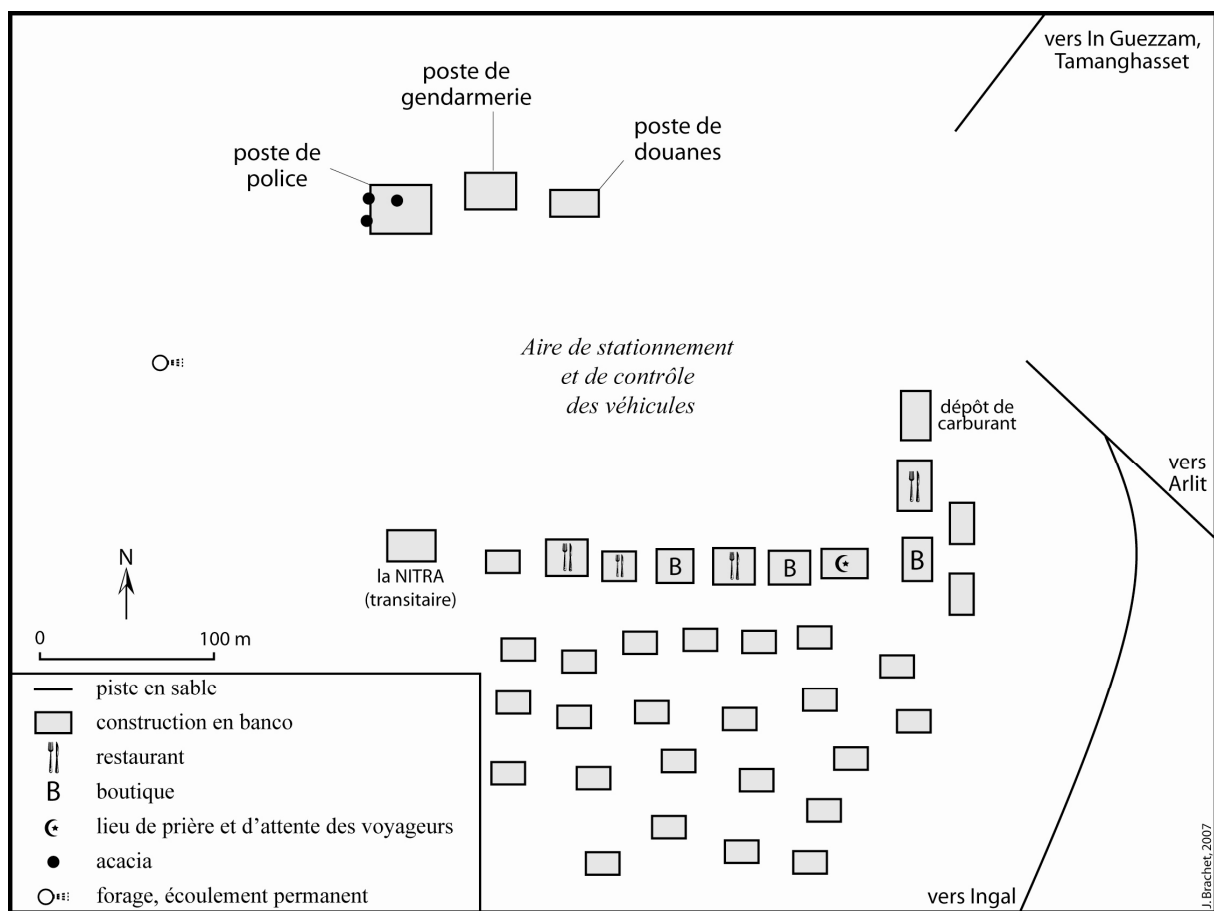 vers In Guezzam,
Tamanghasset
poste de
gendarmerie
poste de
douanes
poste de
police
Aire de stationnement
et de contrôle
des véhicules
dépôt de
carburant
vers
Arlit
la NITRA
(transitaire)
B
B
B
N
0 100 m
piste en sable
construction en banco
restaurant
B boutique
lieu de prière et d'attente des voyageurs
acacia
forage, écoulement permanent
vers Ingal
J. Brachet, 2007